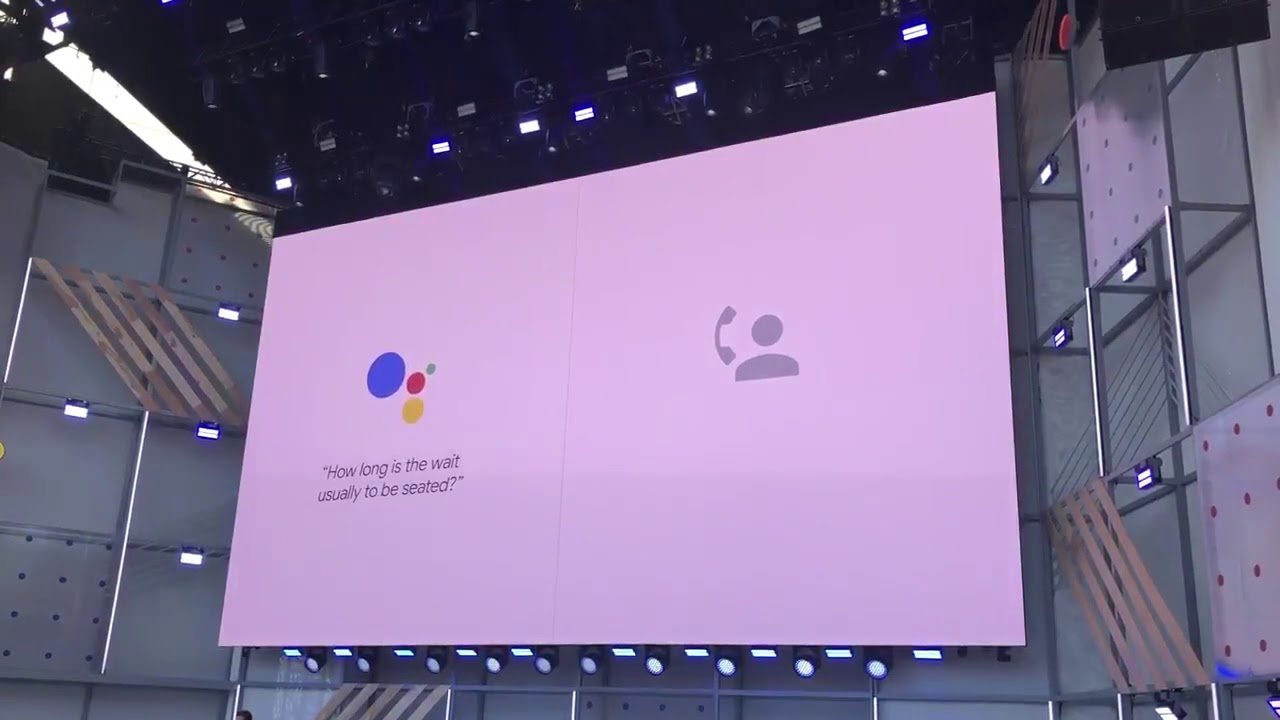 “How long is the wait
usually to be seated?”